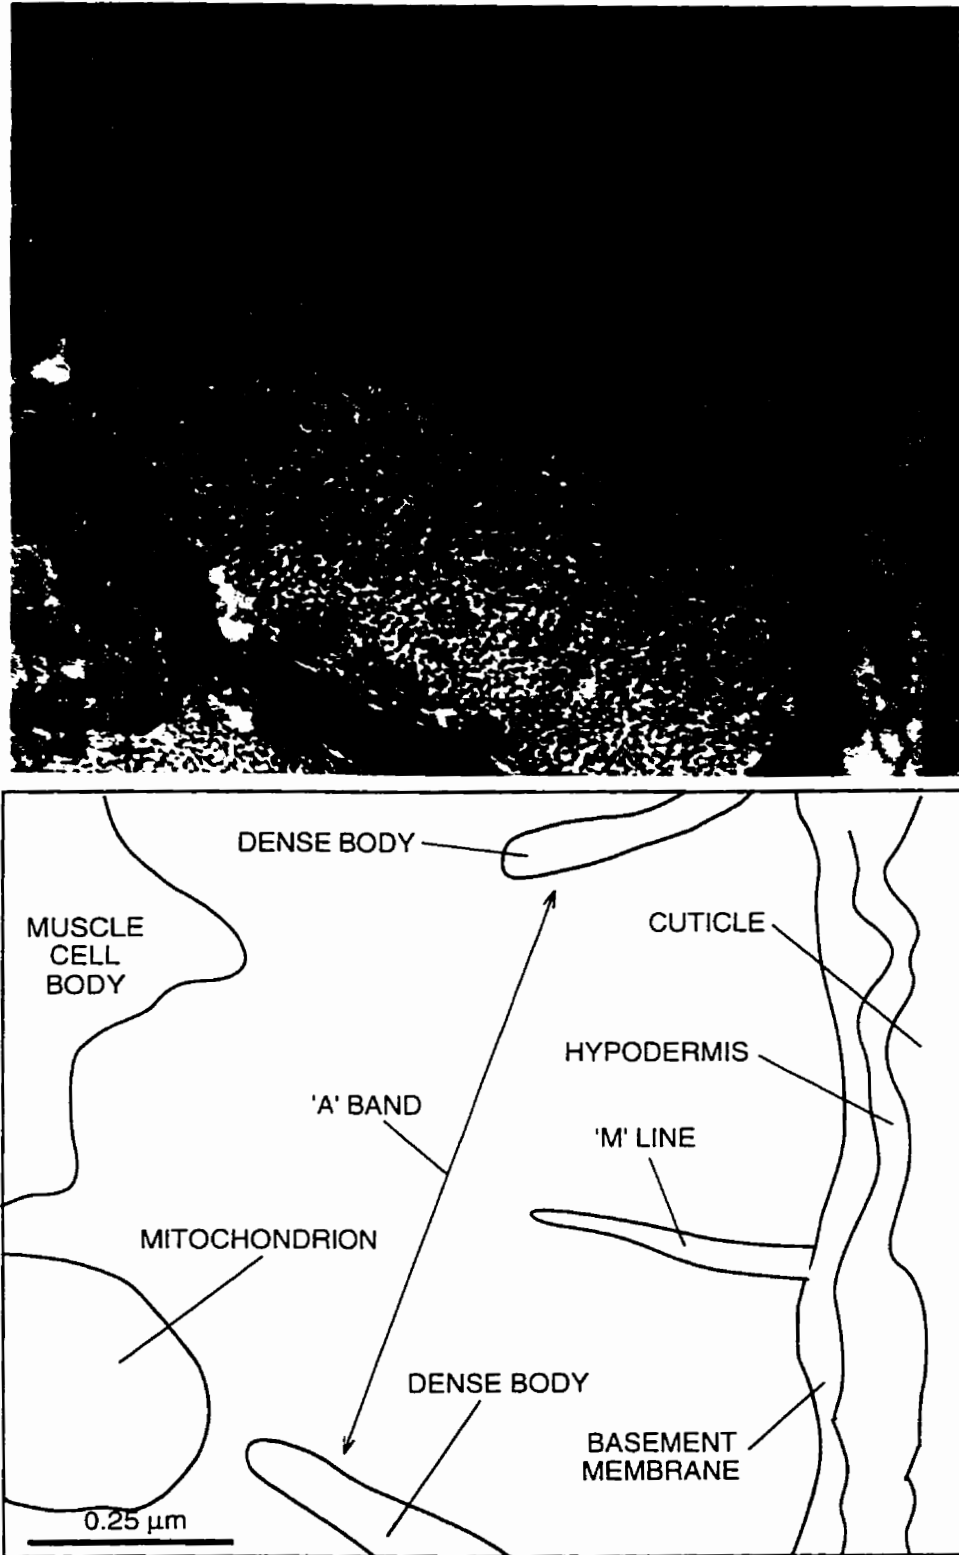 DENSE BODY
MUSCLE
CELL
BODY
CUTICLE
HYPODERMIS
'A' BAND
'M' LINE
MITOCHONDRION
DENSE BODY
BASEMENT
MEMBRANE
0.25 µm